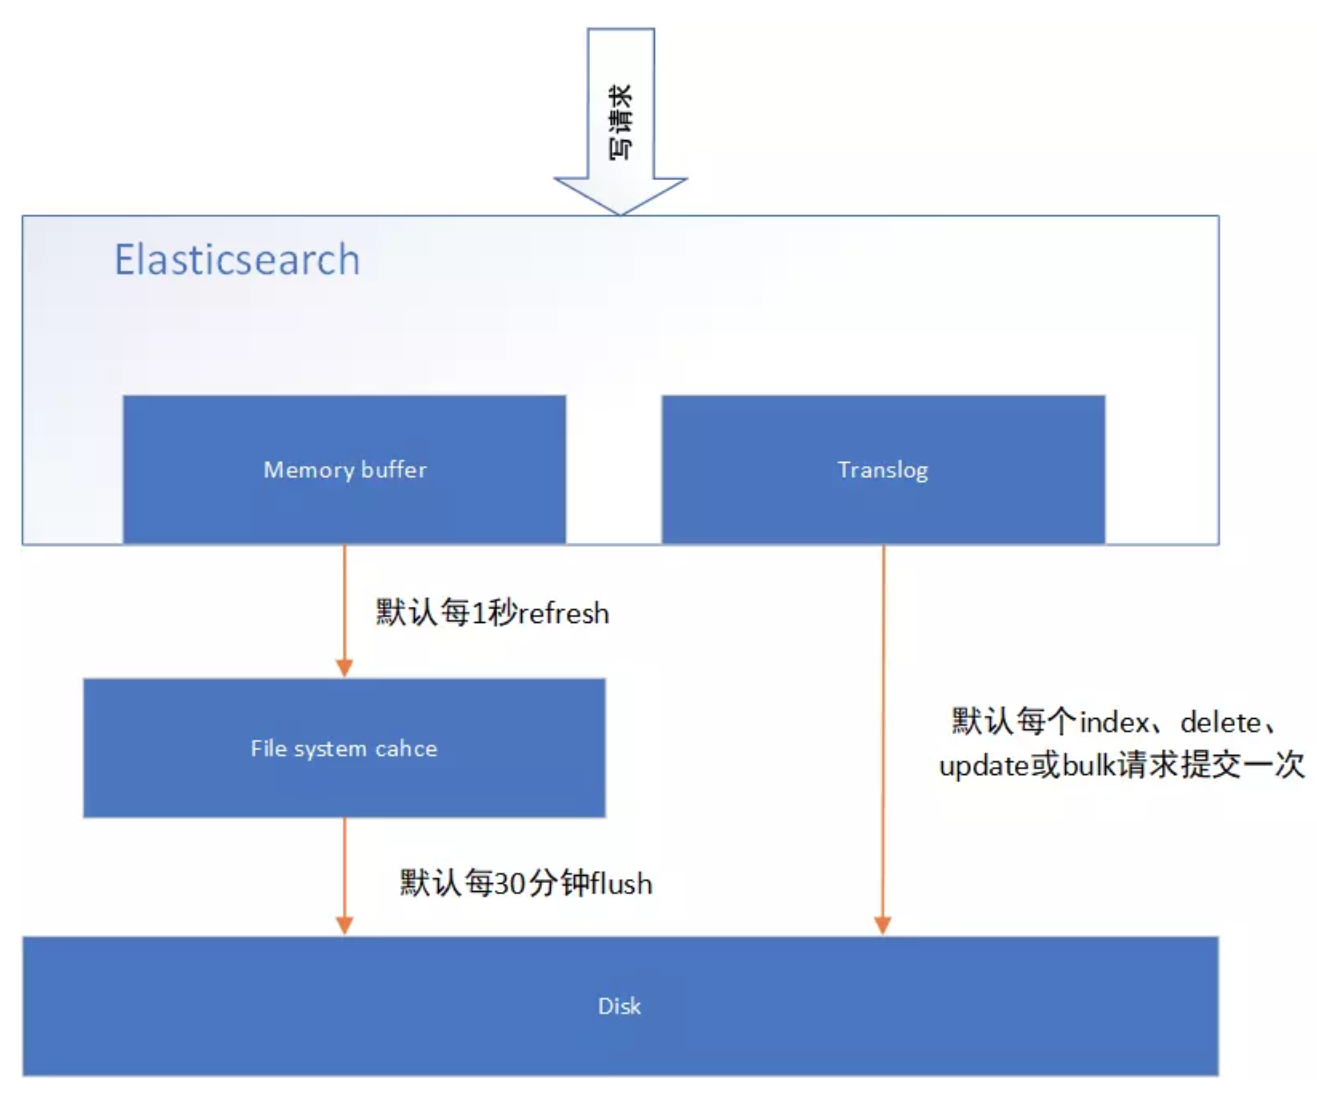 写请求
Elasticsearch
Memory buffer
Translog
默认每1秒refresh
File system cahce
默认每个index、delete、
update或bulk请求提交一次
默认每30分钟flush
Disk